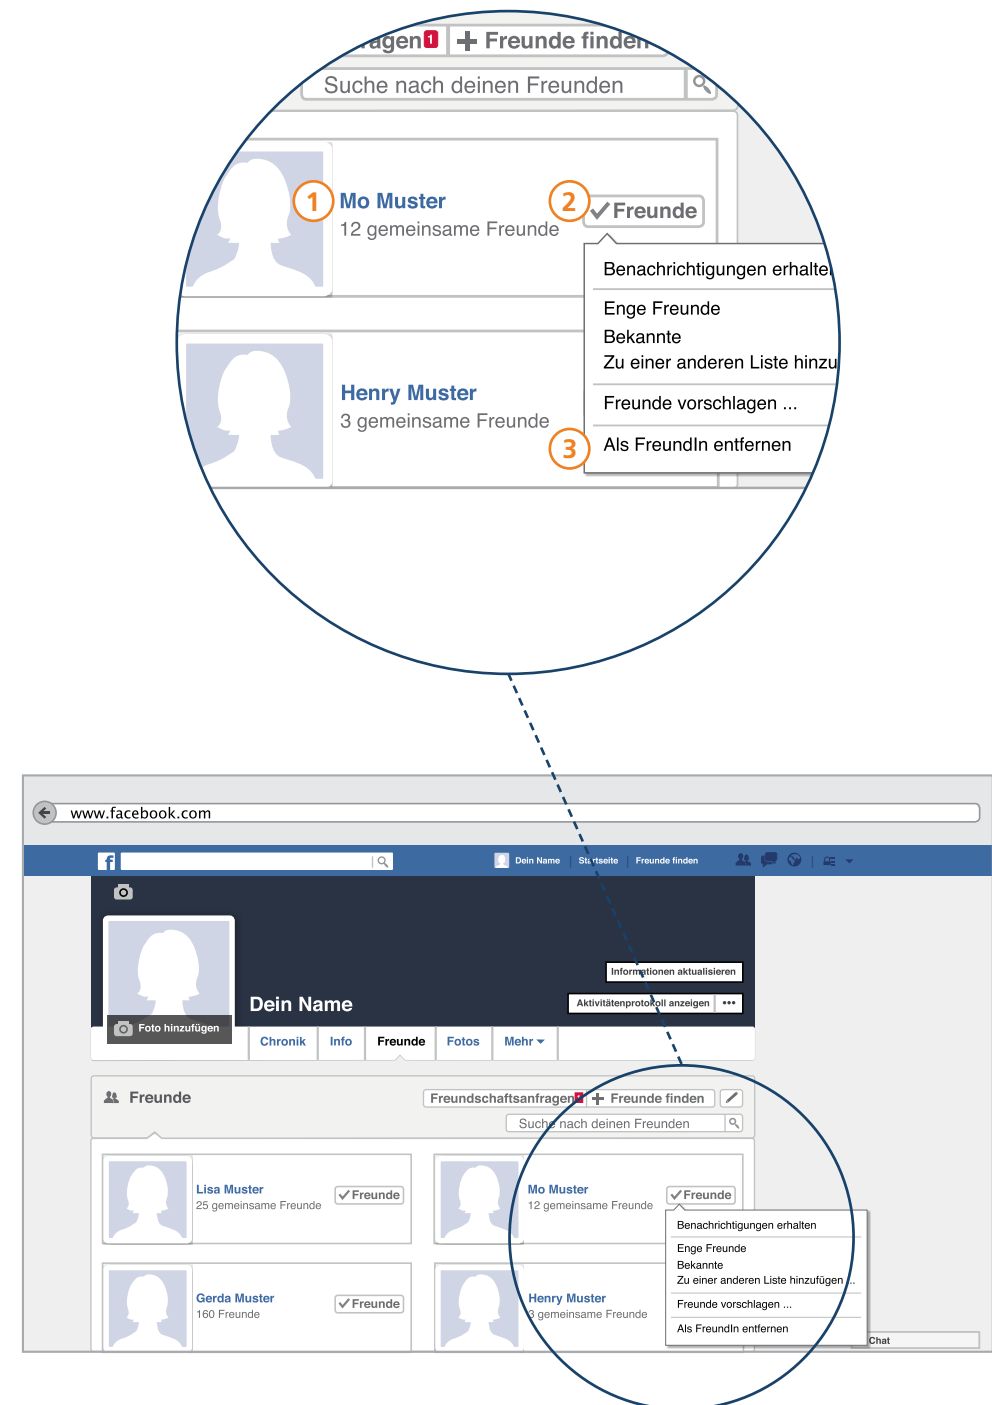 agen 1
+ Freunde finden
Suche nach deinen Freunden
1
Mo Muster
12 gemeinsame Freunde
2
Freunde
Benachrichtigungen erhalten
Enge Freunde
Bekannte
Zu einer anderen Liste hinzu
Freunde vorschlagen ...
3
Als FreundIn entfernen
Henry Muster
3 gemeinsame Freunde
www.facebook.com
f
Dein Name | Startseite | Freunde finden
Informationen aktualisieren
Dein Name
Aktivitätenprotokoll anzeigen
Foto hinzufügen
Chronik
Info
Freunde
Fotos
Mehr
Freunde
Freundschaftsanfragen
+ Freunde finden
Suche nach deinen Freunden
Lisa Muster
25 gemeinsame Freunde
Freunde
Mo Muster
12 gemeinsame Freunde
Freunde
Benachrichtigungen erhalten
Enge Freunde
Bekannte
Zu einer anderen Liste hinzufügen ...
Freunde vorschlagen ...
Als FreundIn entfernen
Gerda Muster
160 Freunde
Freunde
Henry Muster
3 gemeinsame Freunde
Chat